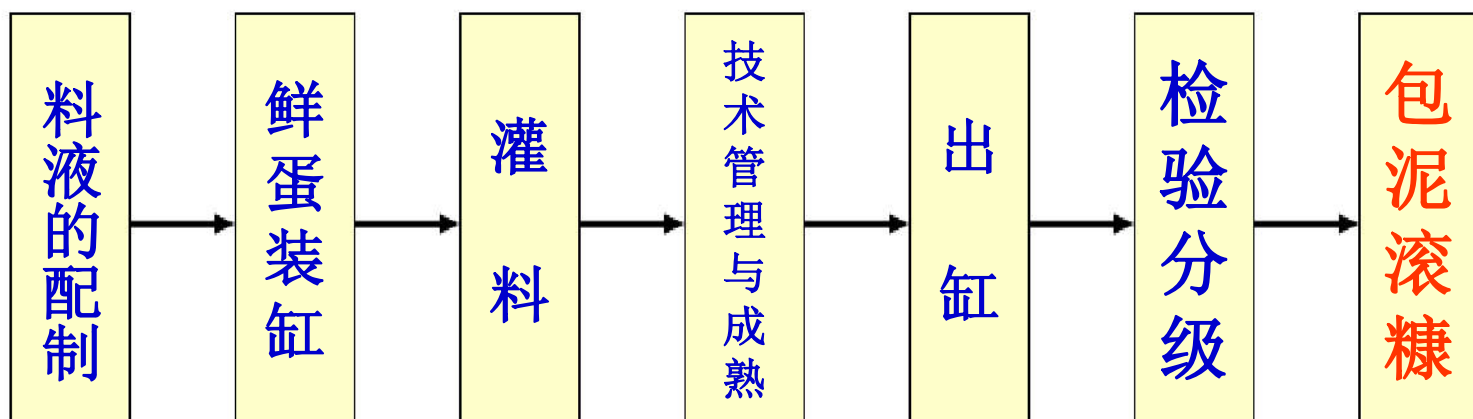 料液的配制
鲜蛋装缸
灌料
技术管理与成熟
出缸
检验分级
包泥滚糠